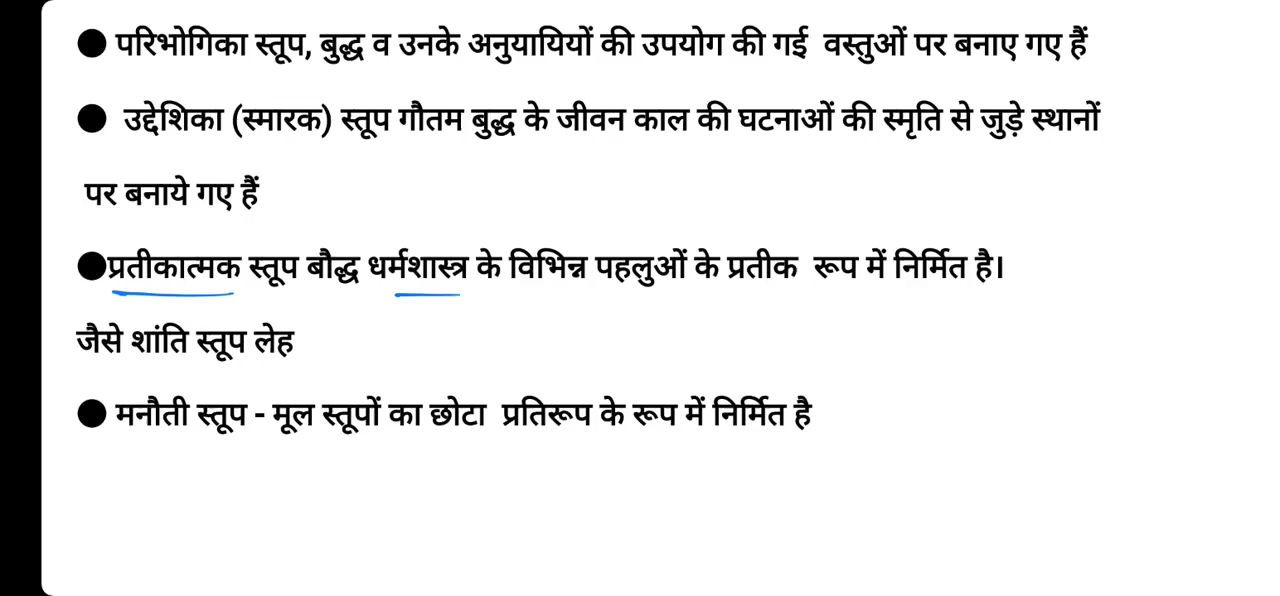 ● परिभोगिका स्तूप, बुद्ध व उनके अनुयायियों की उपयोग की गई वस्तुओं पर बनाए गए हैं
● उद्देशिका (स्मारक) स्तूप गौतम बुद्ध के जीवन काल की घटनाओं की स्मृति से जुड़े स्थानों
पर बनाये गए हैं
●प्रतीकात्मक स्तूप बौद्ध धर्मशास्त्र के विभिन्न पहलुओं के प्रतीक रूप में निर्मित है।
जैसे शांति स्तूप लेह
● मनौती स्तूप - मूल स्तूपों का छोटा प्रतिरूप के रूप में निर्मित है